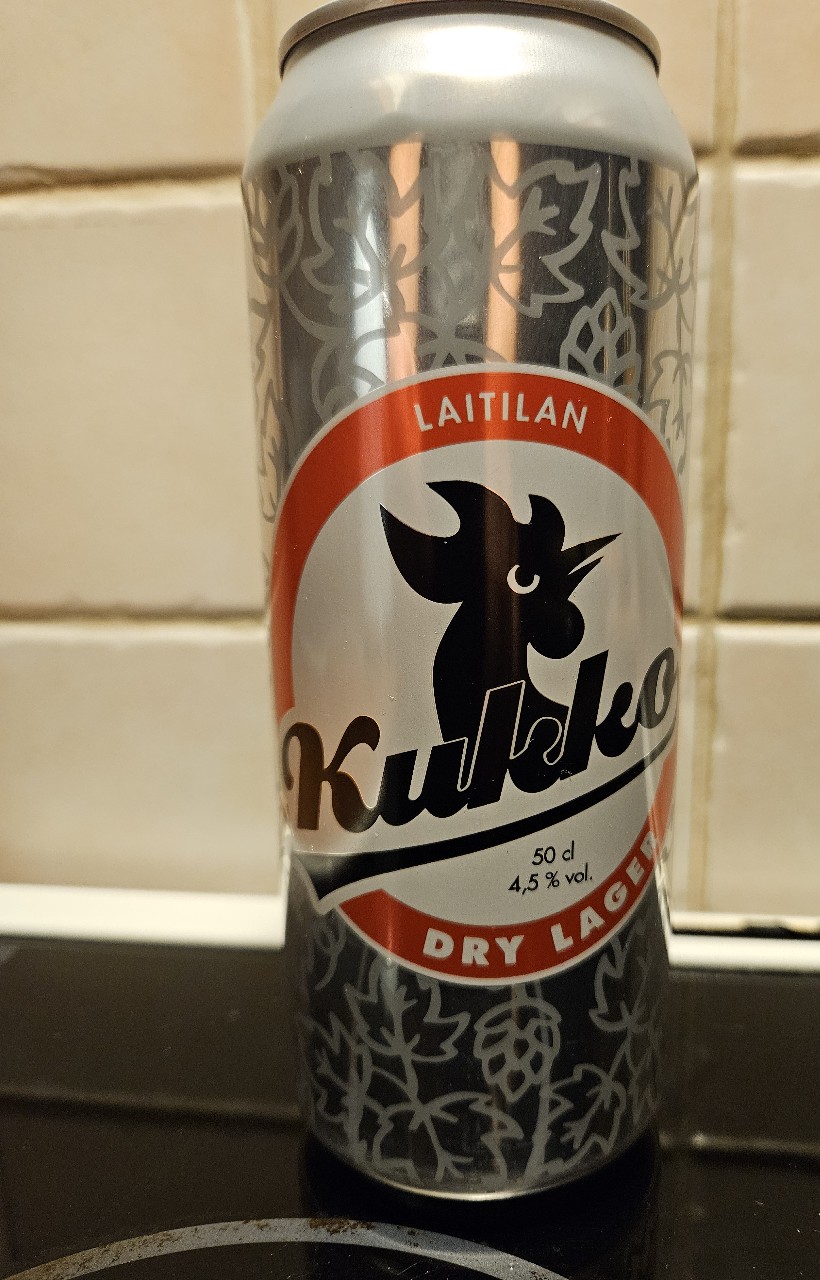 LAITILAN
Kukko
50 cl
4,5 % vol.
DRY LAGER